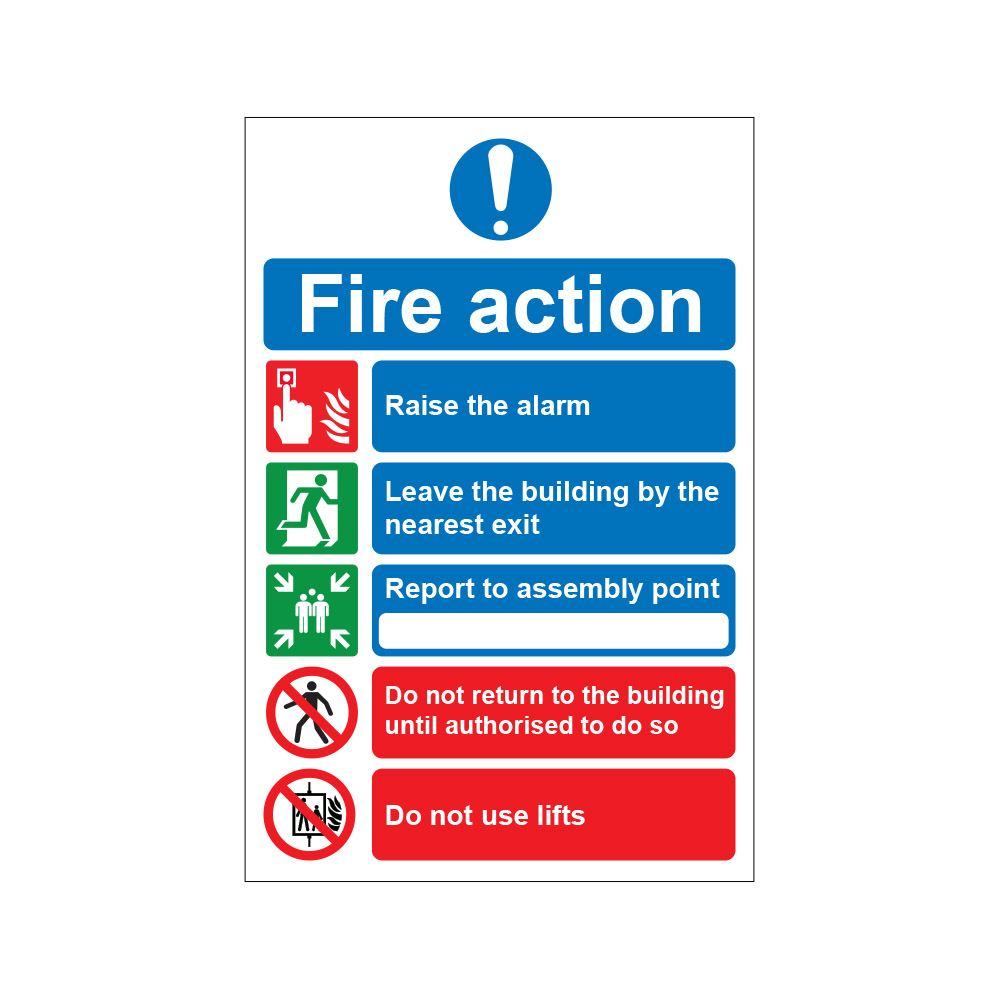 Fire action
Raise the alarm
Leave the building by the
nearest exit
Report to assembly point
Do not return to the building
until authorised to do so
Do not use lifts